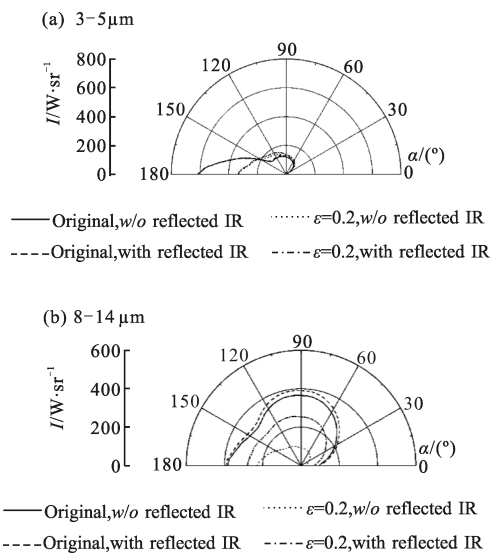 (a) 3-5μm
I/W·sr⁻¹
800
600
400
200
0
180
150
120
90
60
30
0
α/(°)
Original,w/o reflected IR
ε=0.2,w/o reflected IR
Original,with reflected IR
ε=0.2,with reflected IR
(b) 8-14μm
I/W·sr⁻¹
600
400
200
0
180
150
120
90
60
30
0
α/(°)
Original,w/o reflected IR
ε=0.2,w/o reflected IR
Original,with reflected IR
ε=0.2,with reflected IR